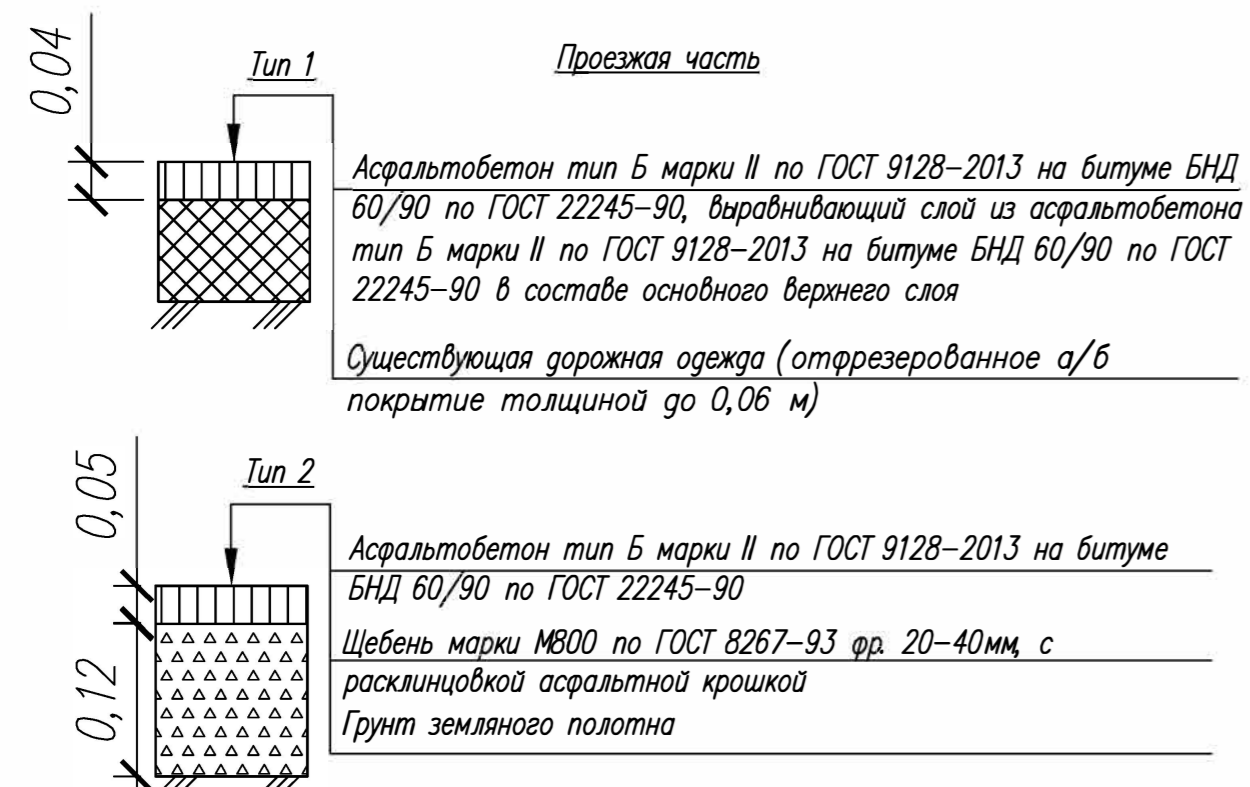 0,04
Тип 1
Проезжая часть
Асфальтобетон тип Б марки II по ГОСТ 9128-2013 на битуме БНД
60/90 по ГОСТ 22245-90, выравнивающий слой из асфальтобетона
тип Б марки II по ГОСТ 9128-2013 на битуме БНД 60/90 по ГОСТ
22245-90 в составе основного верхнего слоя
Существующая дорожная одежда (отфрезерованное а/б
покрытие толщиной до 0,06 м)
0,05
Тип 2
Асфальтобетон тип Б марки II по ГОСТ 9128-2013 на битуме
БНД 60/90 по ГОСТ 22245-90
0,12
Щебень марки М800 по ГОСТ 8267-93 фр. 20-40мм, с
расклинцовкой асфальтной крошкой
Грунт земляного полотна